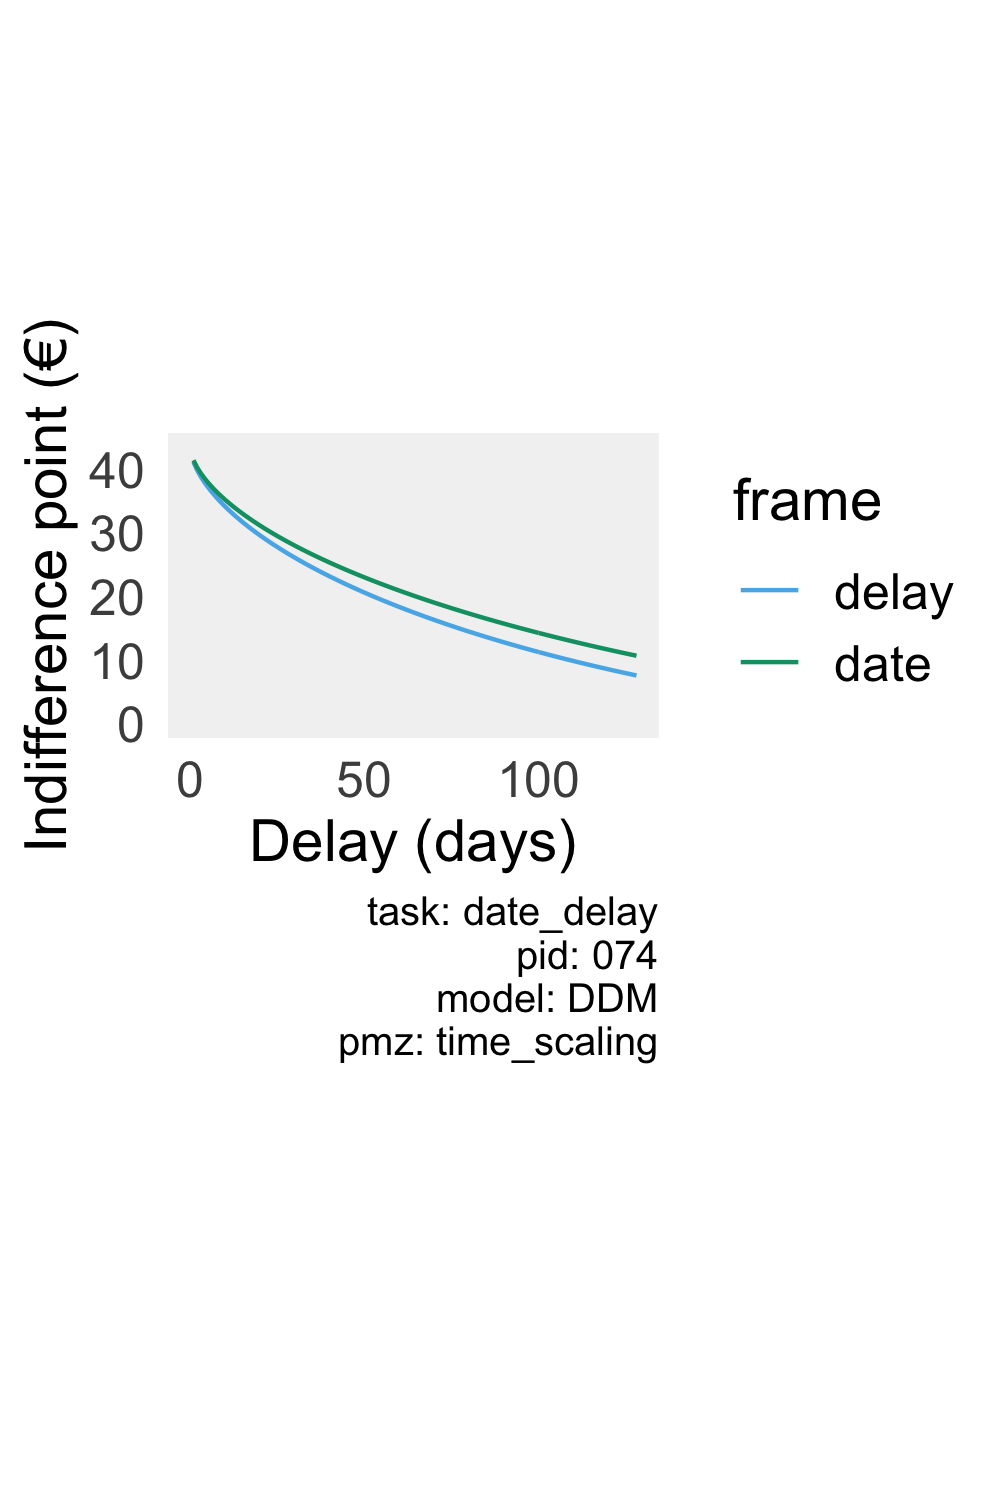 Indifference point (€)
40
30
20
10
0
0 50 100
Delay (days)
frame
delay
date
task: date_delay
pid: 074
model: DDM
pmz: time_scaling